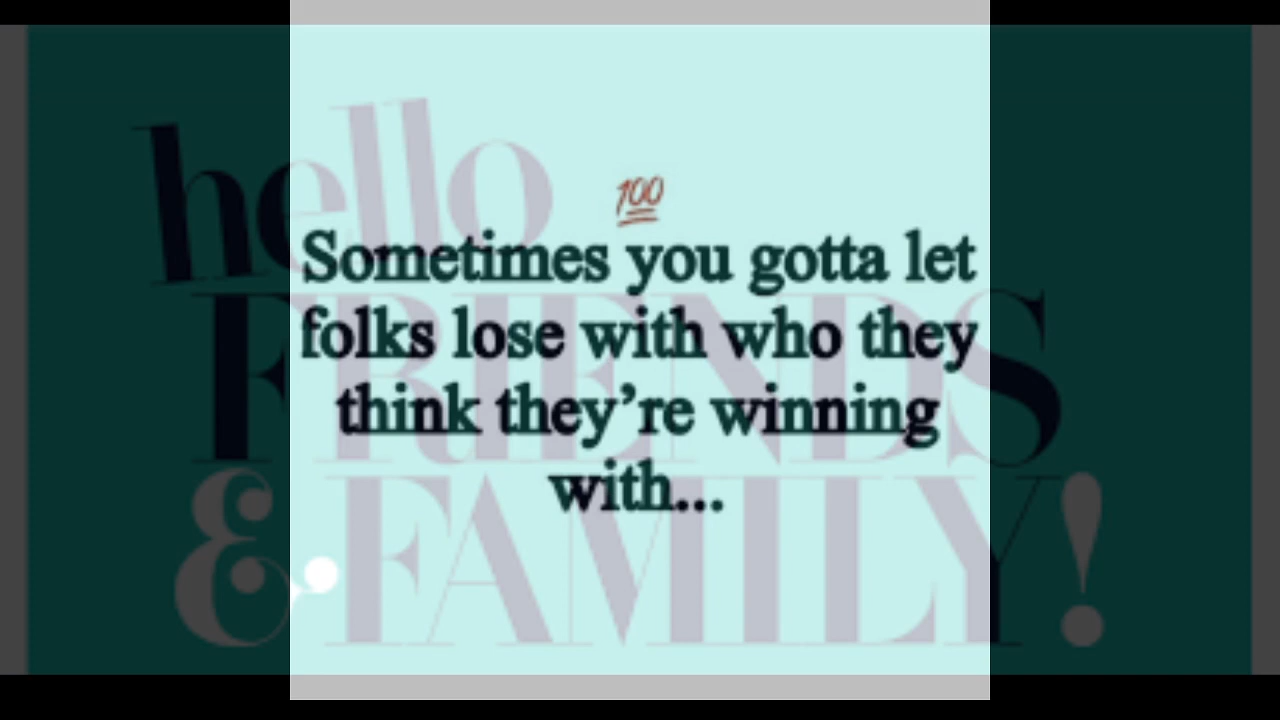 hello
FRIENDS
& FAMILY!
💯
Sometimes you gotta let
folks lose with who they
think they’re winning
with...